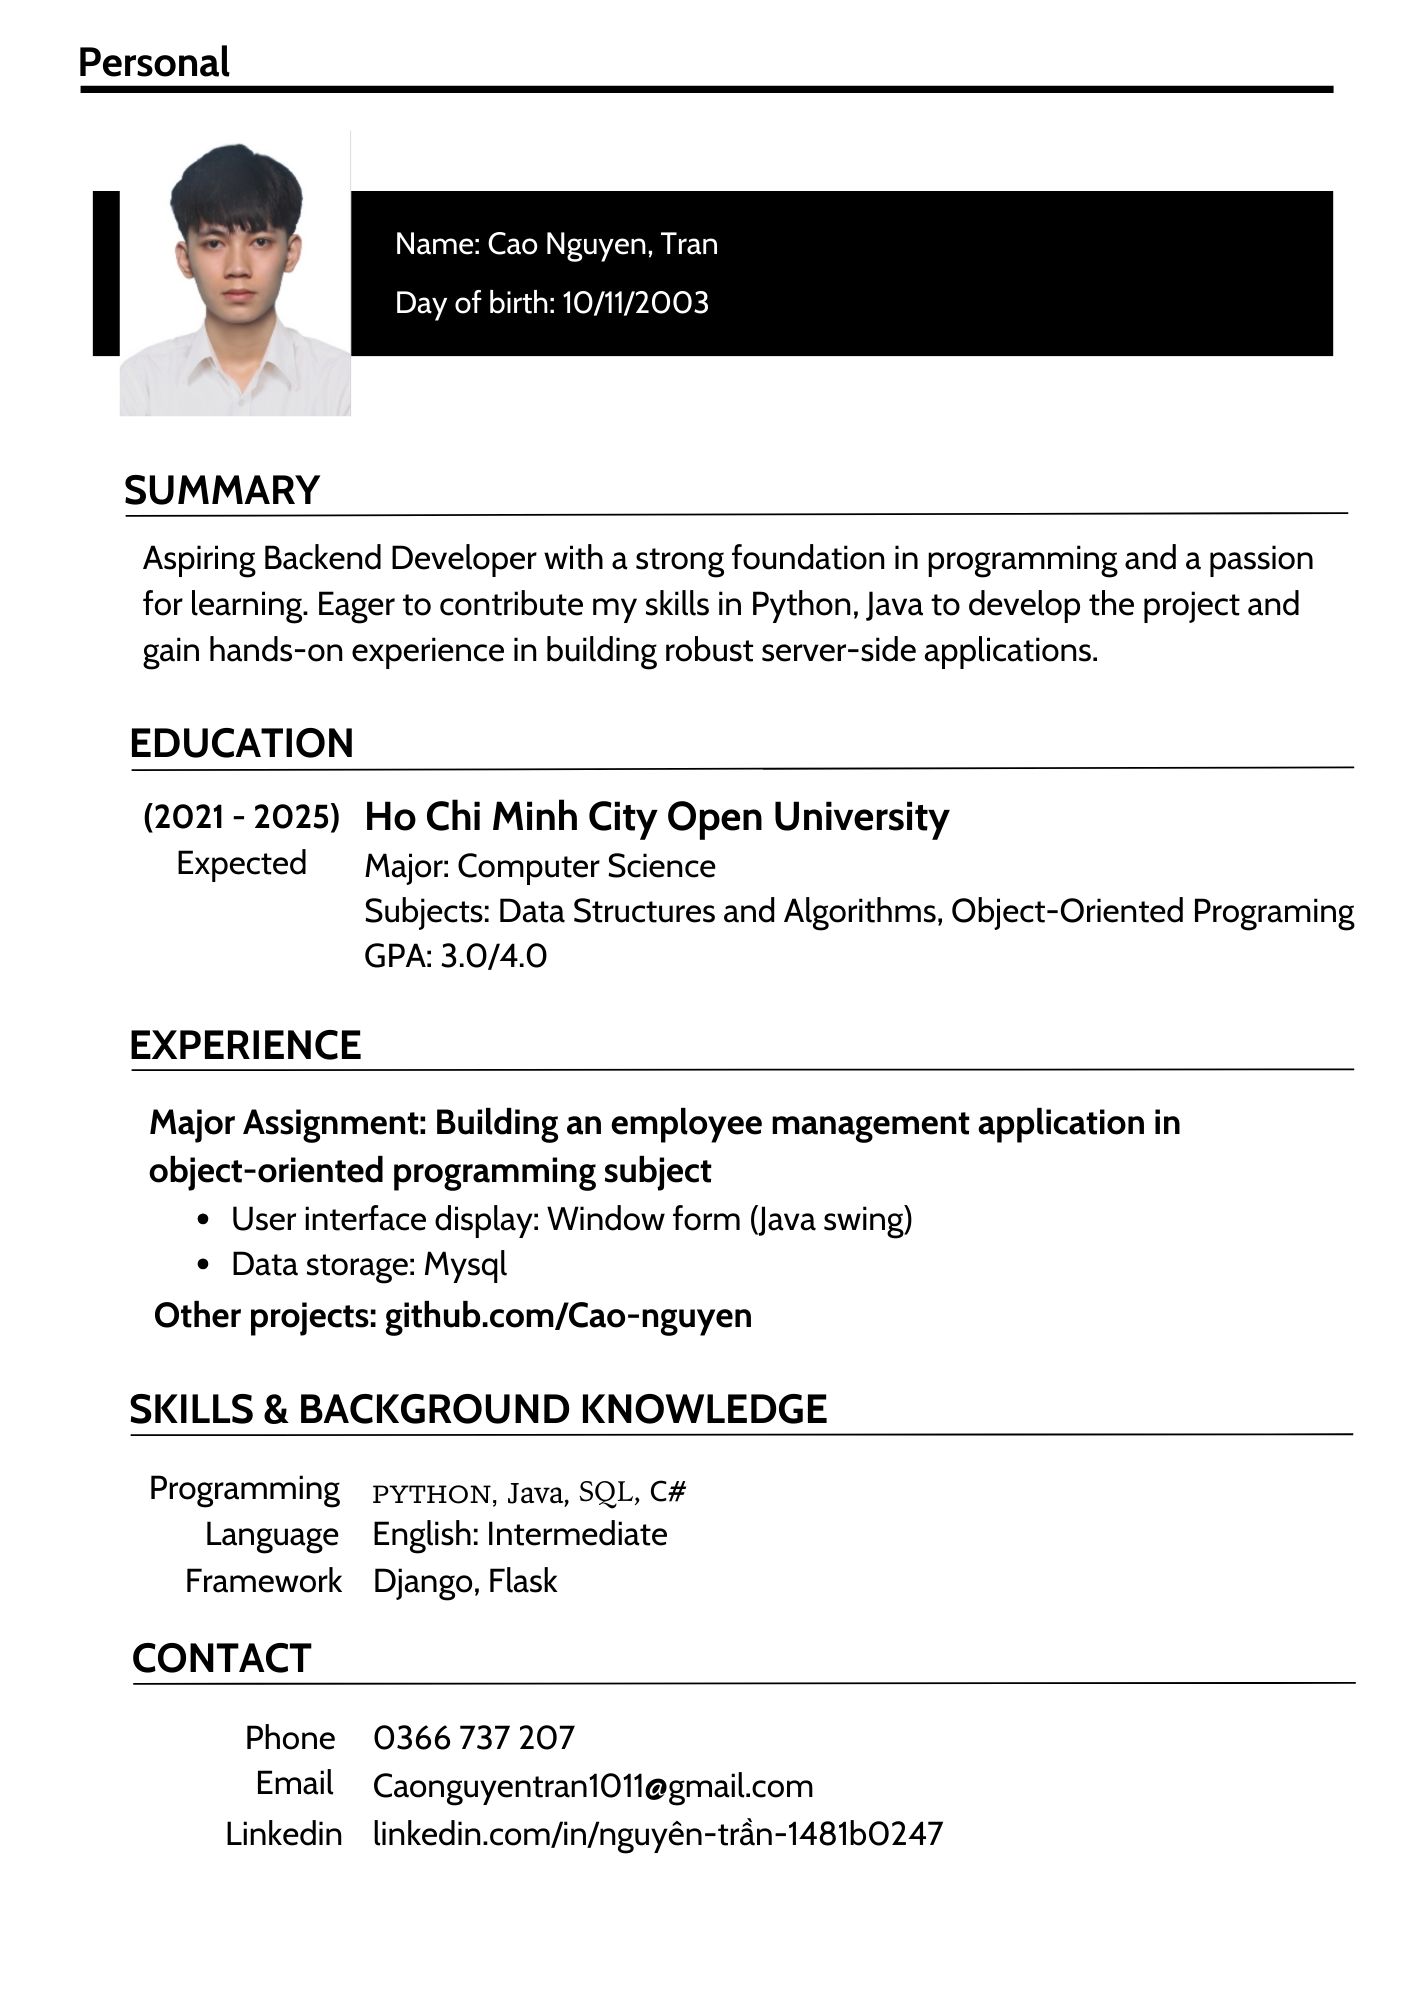 Personal
Name: Cao Nguyen, Tran
Day of birth: 10/11/2003
SUMMARY
Aspiring Backend Developer with a strong foundation in programming and a passion
for learning. Eager to contribute my skills in Python, Java to develop the project and
gain hands-on experience in building robust server-side applications.
EDUCATION
(2021 - 2025) Ho Chi Minh City Open University
Expected Major: Computer Science
Subjects: Data Structures and Algorithms, Object-Oriented Programing
GPA: 3.0/4.0
EXPERIENCE
Major Assignment: Building an employee management application in
object-oriented programming subject
• User interface display: Window form (Java swing)
• Data storage: Mysql
Other projects: github.com/Cao-nguyen
SKILLS & BACKGROUND KNOWLEDGE
Programming PYTHON, Java, SQL, C#
Language English: Intermediate
Framework Django, Flask
CONTACT
Phone 0366 737 207
Email Caonguyentran1011@gmail.com
Linkedin linkedin.com/in/nguyên-trần-1481b0247